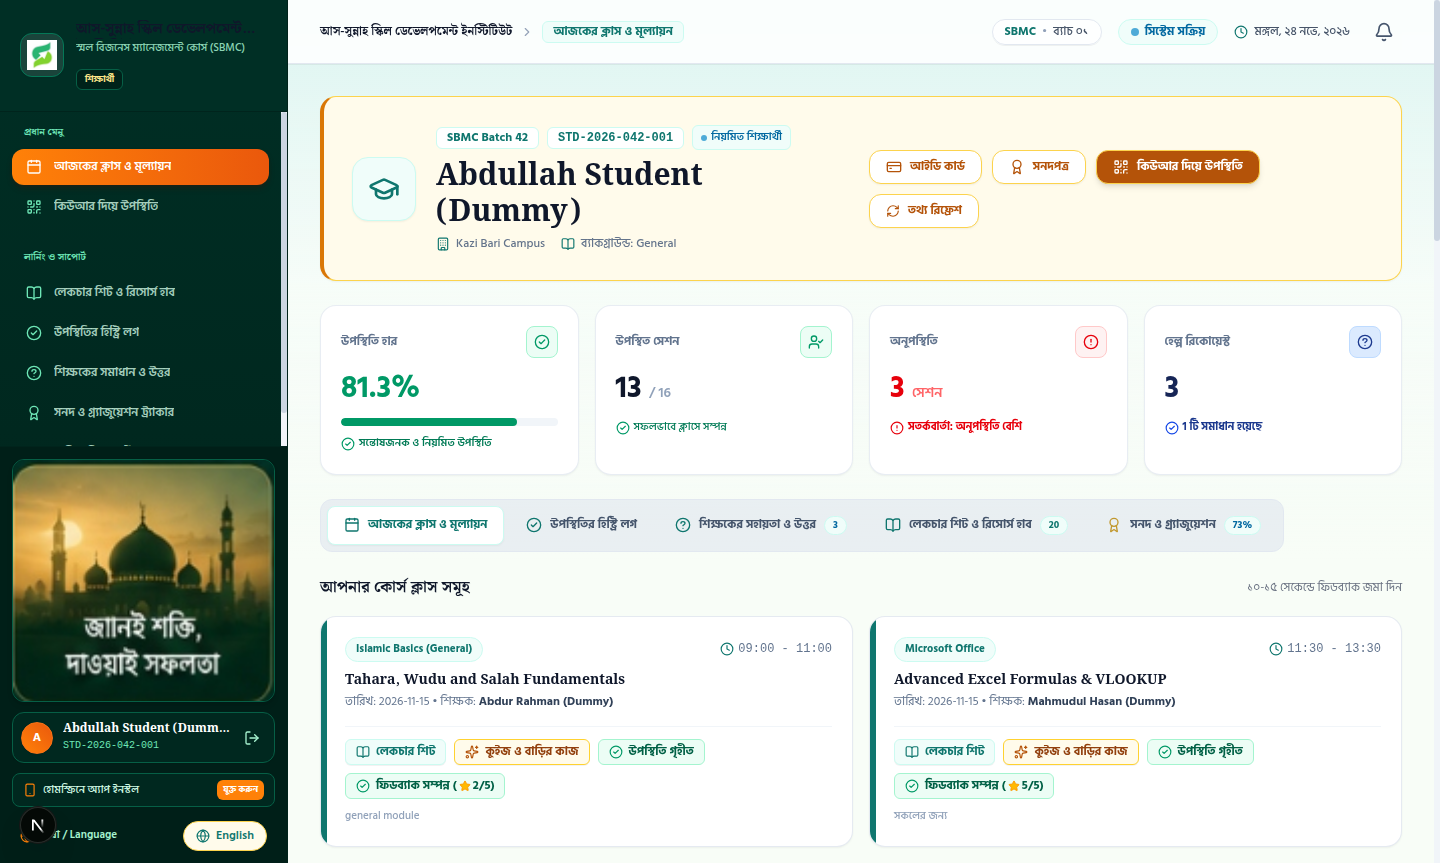 আস-সুন্নাহ স্কিল ডেভেলপমেন্ট...
স্মল বিজনেস ম্যানেজমেন্ট কোর্স (SBMC)
শিক্ষার্থী
প্রধান মেনু
আজকের ক্লাস ও মূল্যায়ন
কিউআর দিয়ে উপস্থিতি
লার্নিং ও সাপোর্ট
লেকচার শিট ও রিসোর্স হাব
উপস্থিতির হিস্ট্রি লগ
শিক্ষকের সমাধান ও উত্তর
সনদ ও গ্র্যাজুয়েশন ট্র্যাকার
জ্ঞানই শক্তি,
দাওয়াই সফলতা
A
Abdullah Student (Dumm...
STD-2026-042-001
হোমস্ক্রিনে অ্যাপ ইনস্টল
যুক্ত করুন
N
/ Language
English
আস-সুন্নাহ স্কিল ডেভেলপমেন্ট ইনস্টিটিউট
আজকের ক্লাস ও মূল্যায়ন
SBMC • ব্যাচ ০১
সিস্টেম সক্রিয়
মঙ্গল, ২৪ নভে, ২০২৬
SBMC Batch 42
STD-2026-042-001
নিয়মিত শিক্ষার্থী
Abdullah Student
(Dummy)
Kazi Bari Campus
ব্যাকগ্রাউন্ড: General
আইডি কার্ড
সনদপত্র
কিউআর দিয়ে উপস্থিতি
তথ্য রিফ্রেশ
উপস্থিতি হার
81.3%
সন্তোষজনক ও নিয়মিত উপস্থিতি
উপস্থিত সেশন
13 / 16
সফলভাবে ক্লাসে সম্পন্ন
অনুপস্থিতি
3 সেশন
সতর্কবার্তা: অনুপস্থিতি বেশি
হেল্প রিকোয়েস্ট
3
1 টি সমাধান হয়েছে
আজকের ক্লাস ও মূল্যায়ন
উপস্থিতির হিস্ট্রি লগ
শিক্ষকের সহায়তা ও উত্তর 3
লেকচার শিট ও রিসোর্স হাব 20
সনদ ও গ্র্যাজুয়েশন 73%
আপনার কোর্স ক্লাস সমূহ
১০-১৫ সেকেন্ডে ফিডব্যাক জমা দিন
Islamic Basics (General)
09:00 - 11:00
Tahara, Wudu and Salah Fundamentals
তারিখ: 2026-11-15 • শিক্ষক: Abdur Rahman (Dummy)
লেকচার শিট
কুইজ ও বাড়ির কাজ
উপস্থিতি গৃহীত
ফিডব্যাক সম্পন্ন (⭐2/5)
general module
Microsoft Office
11:30 - 13:30
Advanced Excel Formulas & VLOOKUP
তারিখ: 2026-11-15 • শিক্ষক: Mahmudul Hasan (Dummy)
লেকচার শিট
কুইজ ও বাড়ির কাজ
উপস্থিতি গৃহীত
ফিডব্যাক সম্পন্ন (⭐5/5)
সকলের জন্য